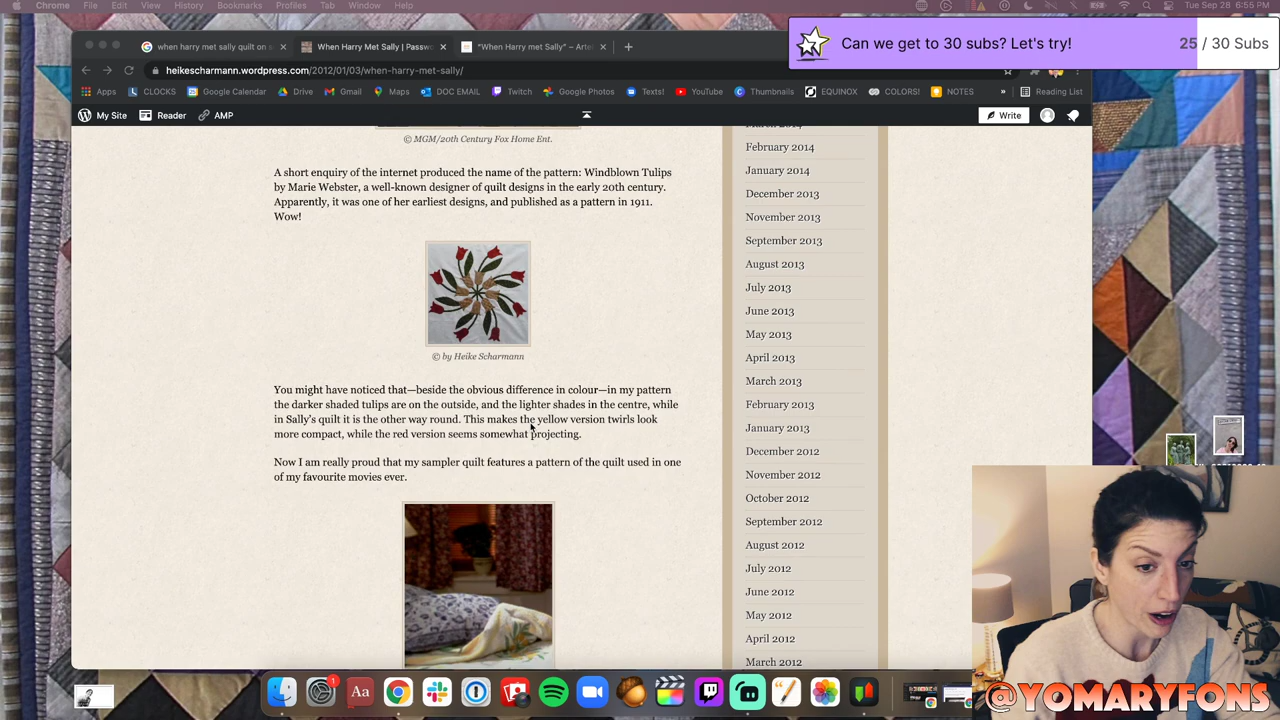 Chrome File Edit View History Bookmarks Profiles Tab Window Help
Tue Sep 28 6:55 PM
Can we get to 30 subs? Let's try!
25 / 30 Subs
when harry met sally quilt on
When Harry Met Sally | Passw
"When Harry met Sally" – Arte
heikescharmann.wordpress.com/2012/01/03/when-harry-met-sally/
Apps CLOCKS Google Calendar Drive Gmail Maps DOC EMAIL Twitch Google Photos Texts! YouTube Thumbnails EQUINOX COLORS! NOTES » Reading List
My Site Reader AMP Write
© MGM/20th Century Fox Home Ent.
A short enquiry of the internet produced the name of the pattern: Windblown Tulips
by Marie Webster, a well-known designer of quilt designs in the early 20th century.
Apparently, it was one of her earliest designs, and published as a pattern in 1911.
Wow!
© by Heike Scharmann
You might have noticed that—beside the obvious difference in colour—in my pattern
the darker shaded tulips are on the outside, and the lighter shades in the centre, while
in Sally's quilt it is the other way round. This makes the yellow version twirls look
more compact, while the red version seems somewhat projecting.
Now I am really proud that my sampler quilt features a pattern of the quilt used in one
of my favourite movies ever.
March 2014
February 2014
January 2014
December 2013
November 2013
September 2013
August 2013
July 2013
June 2013
May 2013
April 2013
March 2013
February 2013
January 2013
December 2012
November 2012
October 2012
September 2012
August 2012
July 2012
June 2012
May 2012
April 2012
March 2012
1
Aa
@YOMARYFONS